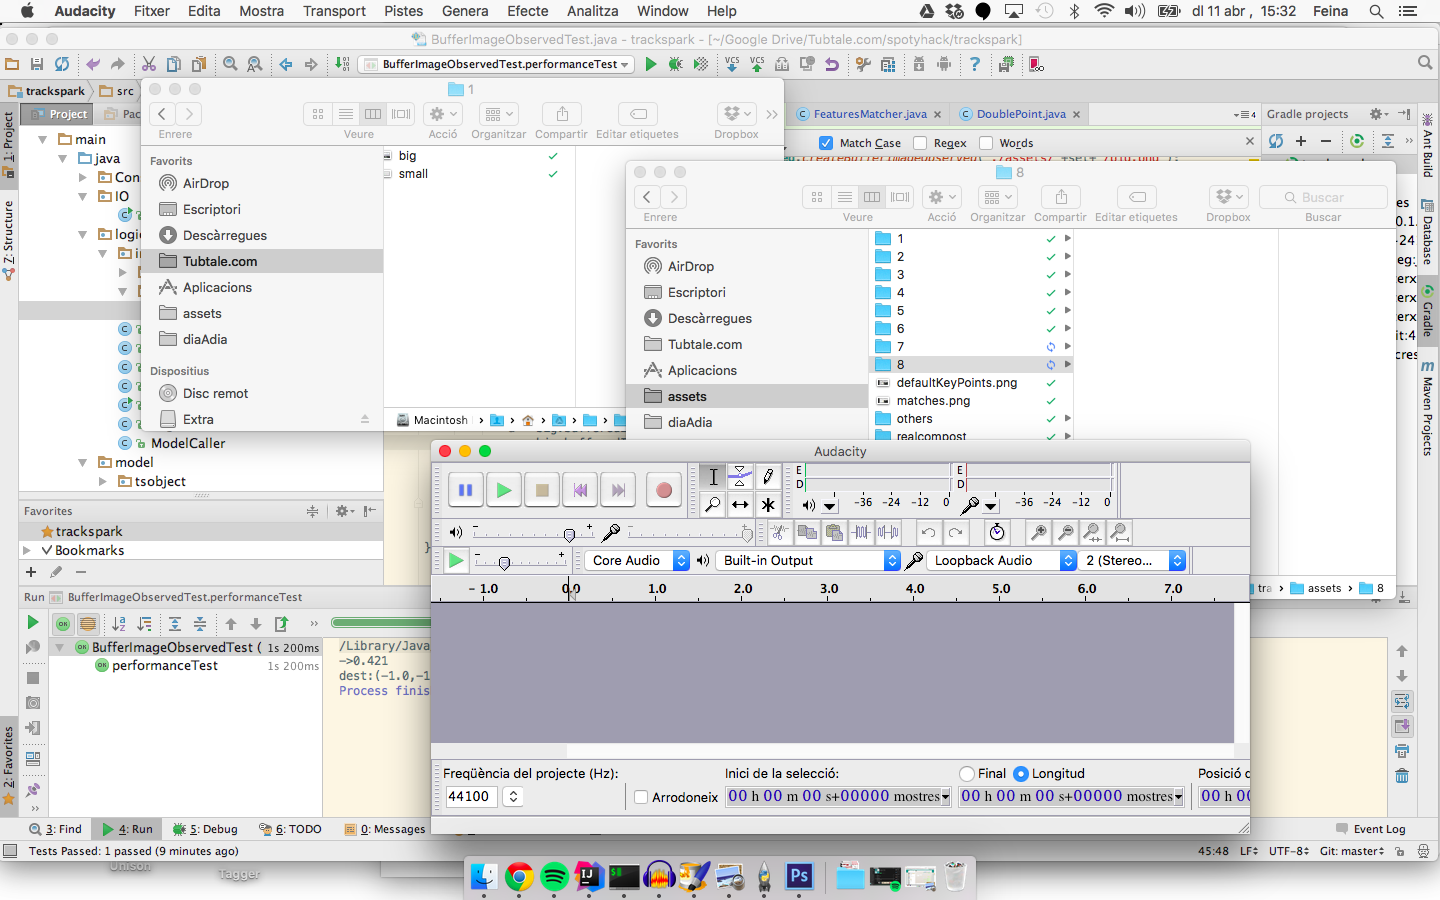 Audacity Fitxer Edita Mostra Transport Pistes Genera Efecte Analitza Window Help dl 11 abr , 15:32 Feina
BufferImageObservedTest.java - trackspark - [~/Google Drive/Tubtale.com/spotyhack/trackspark]
BufferImageObservedTest.performanceTest
VCS VCS
trackspark src
1
Enrere Veure Acció Organitzar Compartir Editar etiquetes Dropbox
Favorits
AirDrop
Escriptori
Descàrregues
Tubtale.com
Aplicacions
assets
diaAdia
Dispositius
Disc remot
Extra
big
small
Macintosh
1: Project
7: Structure
2: Favorites
Project Pac
main
java
Con
IO
logic
ModelCaller
model
tsobject
FeaturesMatcher.java DoublePoint.java
4
Match Case Regex Words
Gradle projects
Ant Build
Database
Gradle
Maven Projects
8
Enrere Veure Acció Organitzar Compartir Editar etiquetes Dropbox Buscar
Buscar
Favorits
AirDrop
Escriptori
Descàrregues
Tubtale.com
Aplicacions
assets
diaAdia
1
2
3
4
5
6
7
8
defaultKeyPoints.png
matches.png
others
realcompost
tra assets 8
Favorites
trackspark
Bookmarks
Run BufferImageObservedTest.performanceTest
BufferImageObservedTest ( 1s 200ms
performanceTest 1s 200ms
/Library/Java
->0.421
dest:(-1.0,-1
Process finis
Audacity
E
D
-36 -24 -12 0
E
D
-36 -24 -12 0
Core Audio Built-in Output Loopback Audio 2 (Stereo...
- 1.0 0.0 1.0 2.0 3.0 4.0 5.0 6.0 7.0
Freqüència del projecte (Hz): Inici de la selecció: Final Longitud Posició d
44100 Arrodoneix 00 h 00 m 00 s+00000 mostres 00 h 00 m 00 s+00000 mostres 00 h 00
3: Find 4: Run 5: Debug 6: TODO 0: Messages Event Log
Tests Passed: 1 passed (9 minutes ago) 45:48 LF UTF-8 Git: master
Unison
Tagger
IJ
Ps